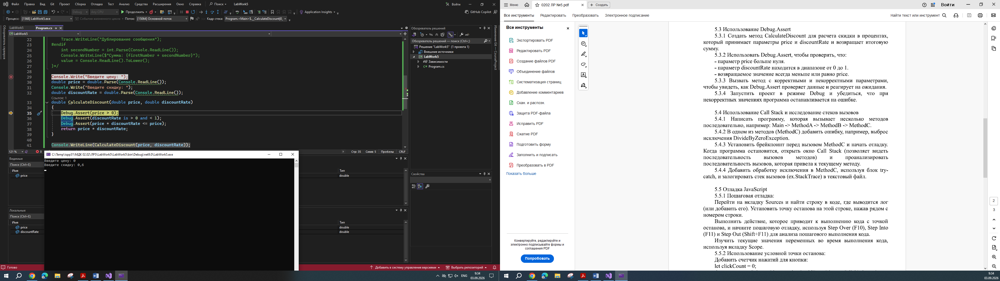 Файл Правка Вид Git Проект Сборка Отладка Тест Анализ Средства Расширения Окно Справка Поиск LabWork5 Войти
Debug Any CPU Продолжить Application Insights GitHub Copilot
Процесс: [1568] LabWork5.exe События жизненного цикла Поток: [15064] Основной поток Кадр стека: Program.<Main>$.__CalculateDiscount|0_
Обозреватель серверов
LabWork5 Program.cs
LabWork5
22 Trace.WriteLine("Дублирование сообщения");
23 #endif
24 int secondNumber = int.Parse(Console.ReadLine());
25 Console.WriteLine($"Сумма: {firstNumber + secondNumber}");
26 value = Console.ReadLine().ToLower();
27 }*/
28
29 Console.Write("Введите цену: ");
30 double price = double.Parse(Console.ReadLine());
31 Console.Write("Введите скидку: ");
32 double discountRate = double.Parse(Console.ReadLine());
Ссылок: 1
33 double CalculateDiscount(double price, double discountRate)
34 {
35 Debug.Assert(price > 0);
36 Debug.Assert(discountRate is > 0 and < 1);
37 Debug.Assert(price * discountRate <= price);
38 return price * discountRate;
39 }
40
41 Console.WriteLine(CalculateDiscount(price, discountRate));
121 % 0 Стр: 35 Симв: 5 Пробелы CRLF
Видимые
Поиск (Ctrl+E)
Имя Тип
price double
Локальные
Поиск (Ctrl+E)
Имя Тип
price double
discountRate double
C:\Temp\ispp31\МДК 02.02\ЛР5\LabWork5\LabWork5\bin\Debug\net9.0\LabWork5.exe
Введите цену: 0
Введите скидку: 0,6
Обозреватель решений
Обозреватель решений — поиск (Ctrl+;)
Решение "LabWork5" (1 проекта 1)
Внешние источники
LabWork5
Зависимости
C# Program.cs
Изменения Git — CourseProject
Свойства
Готово Добавить в систему управления версиями Выбрать репозиторий
ENG 9:34
03.09.2026
Меню 0202 ЛР №5.pdf Создать Войти
Все инструменты Редактировать Преобразовать Электронное подписание Найти текст или инструмент
Все инструменты
Экспортировать PDF
Редактировать PDF
Создание файлов PDF
Объединение файлов
Систематизация страниц
Добавление комментариев
Скан. и распозн.
Защита PDF-файла
Исправить PDF
Сжатие PDF
Подготовить форму
Заполнить и подписать
Преобразовать в PDF
Показать больше
Конвертируйте, редактируйте и
электронно подписывайте формы и
соглашения PDF
Попробовать
5.3 Использование Debug.Assert
5.3.1 Создать метод CalculateDiscount для расчета скидки в процентах,
который принимает параметры price и discountRate и возвращает итоговую
сумму.
5.3.2 Использовать Debug.Assert, чтобы проверить, что:
- параметр price больше нуля.
- параметр discountRate находится в диапазоне от 0 до 1.
- возвращаемое значение всегда меньше или равно price.
5.3.3 Вызвать метод с корректными и некорректными параметрами,
чтобы увидеть, как Debug.Assert проверяет данные и реагирует на ожидания.
5.3.4 Запустить проект в режиме Debug и убедиться, что при
некорректных значениях программа останавливается на ошибке.
5.4 Использование Call Stack и исследование стеков вызовов
5.4.1 Написать программу, которая вызывает несколько методов
последовательно, например: Main -> MethodA -> MethodB -> MethodC.
5.4.2 В одном из методов (MethodC) добавить ошибку, например, выброс
исключения DivideByZeroException.
5.4.3 Установить брейкпоинт перед вызовом MethodC и начать отладку.
Когда программа остановится, открыть окно Call Stack (позволяет видеть
последовательность вызовов методов) и проанализировать
последовательность вызовов, которая привела к текущему методу.
5.4.4 Добавить обработку исключения в MethodC, используя блок try-
catch, и залогировать стек вызовов (ex.StackTrace) в текстовый файл.
5.5 Отладка JavaScript
5.5.1 Пошаговая отладка:
Перейти на вкладку Sources и найти строку в коде, где выводится лог
(или добавить его). Установить точку останова на этой строке, нажав рядом с
номером строки.
Выполнить действие, которое приводит к выполнению кода с точкой
останова, и начните пошаговую отладку, используя Step Over (F10), Step Into
(F11) и Step Out (Shift+F11) для анализа пошагового выполнения кода.
Изучить текущие значения переменных во время выполнения кода,
используя вкладку Scope.
5.5.2 Использование условной точки останова:
Добавить счетчик нажатий для кнопки:
let clickCount = 0;
2
3
9:34
03.09.2026